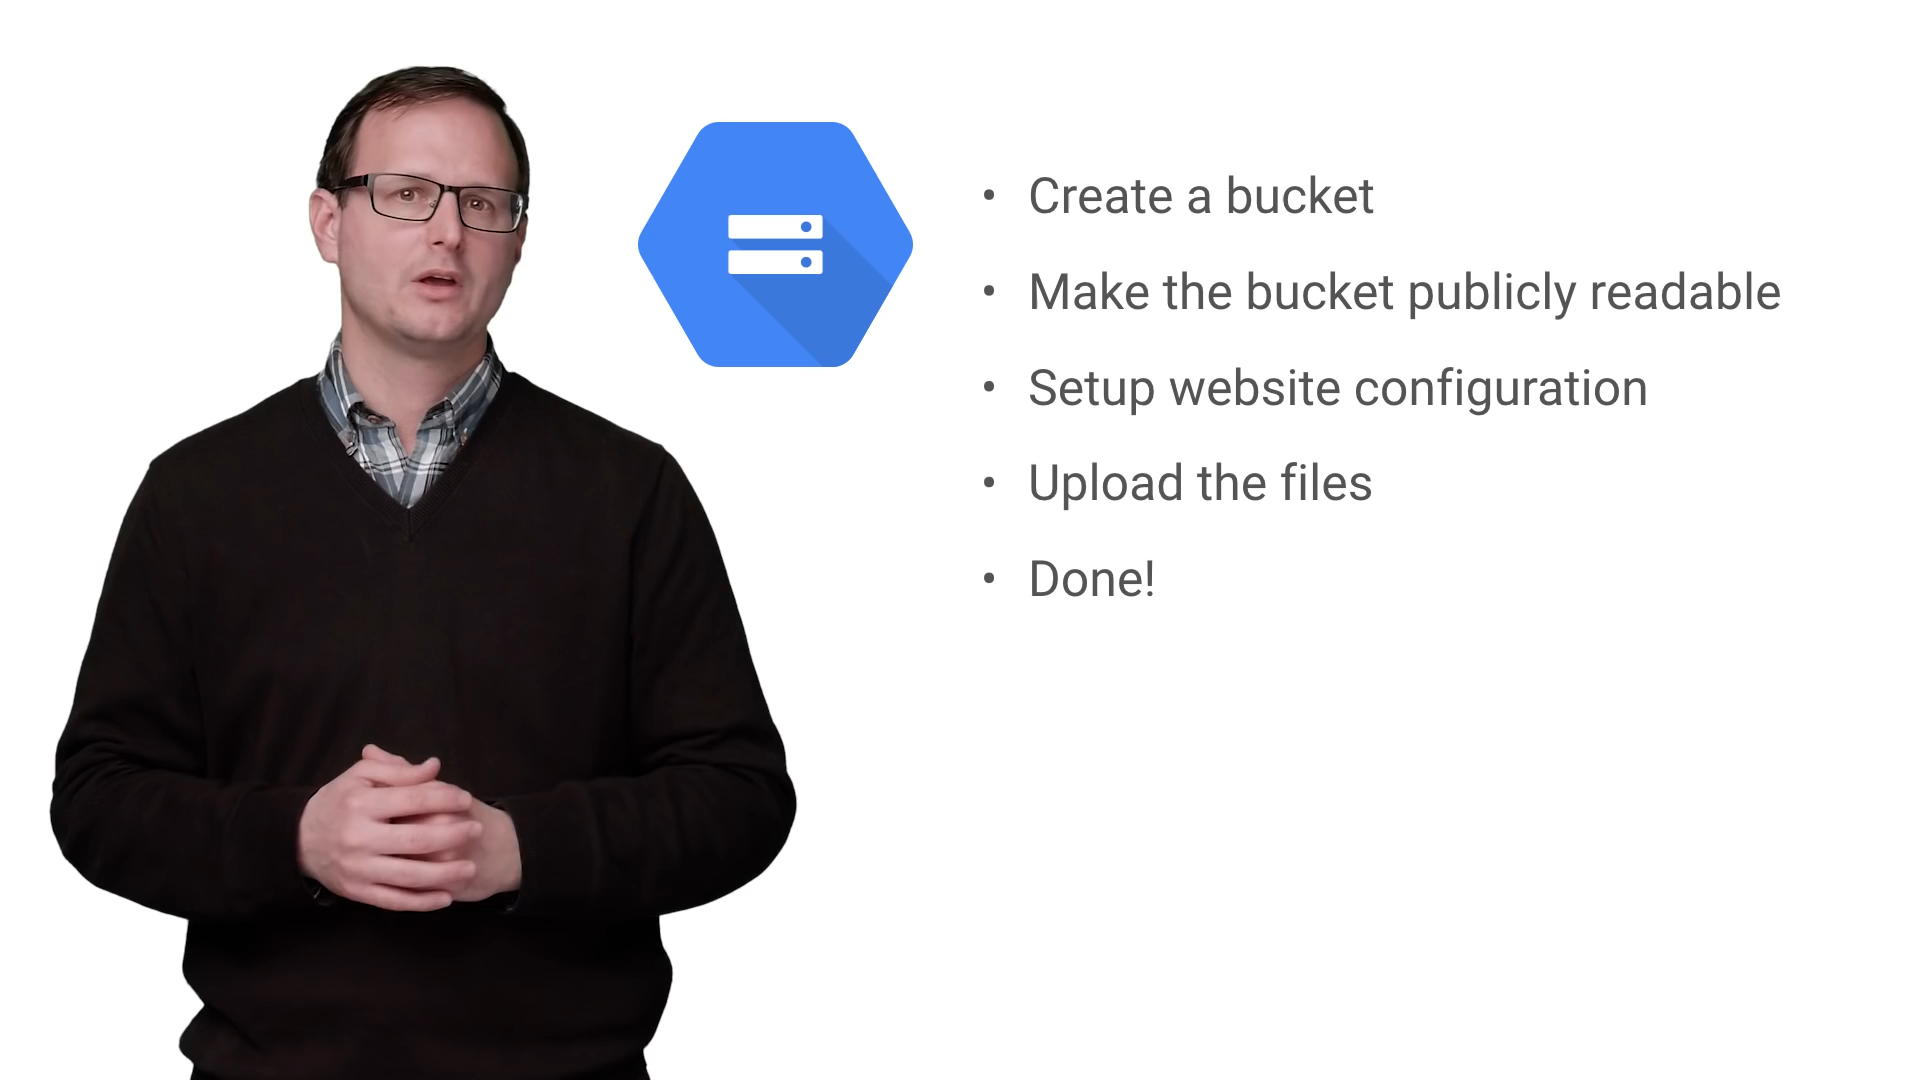 • Create a bucket
• Make the bucket publicly readable
• Setup website configuration
• Upload the files
• Done!